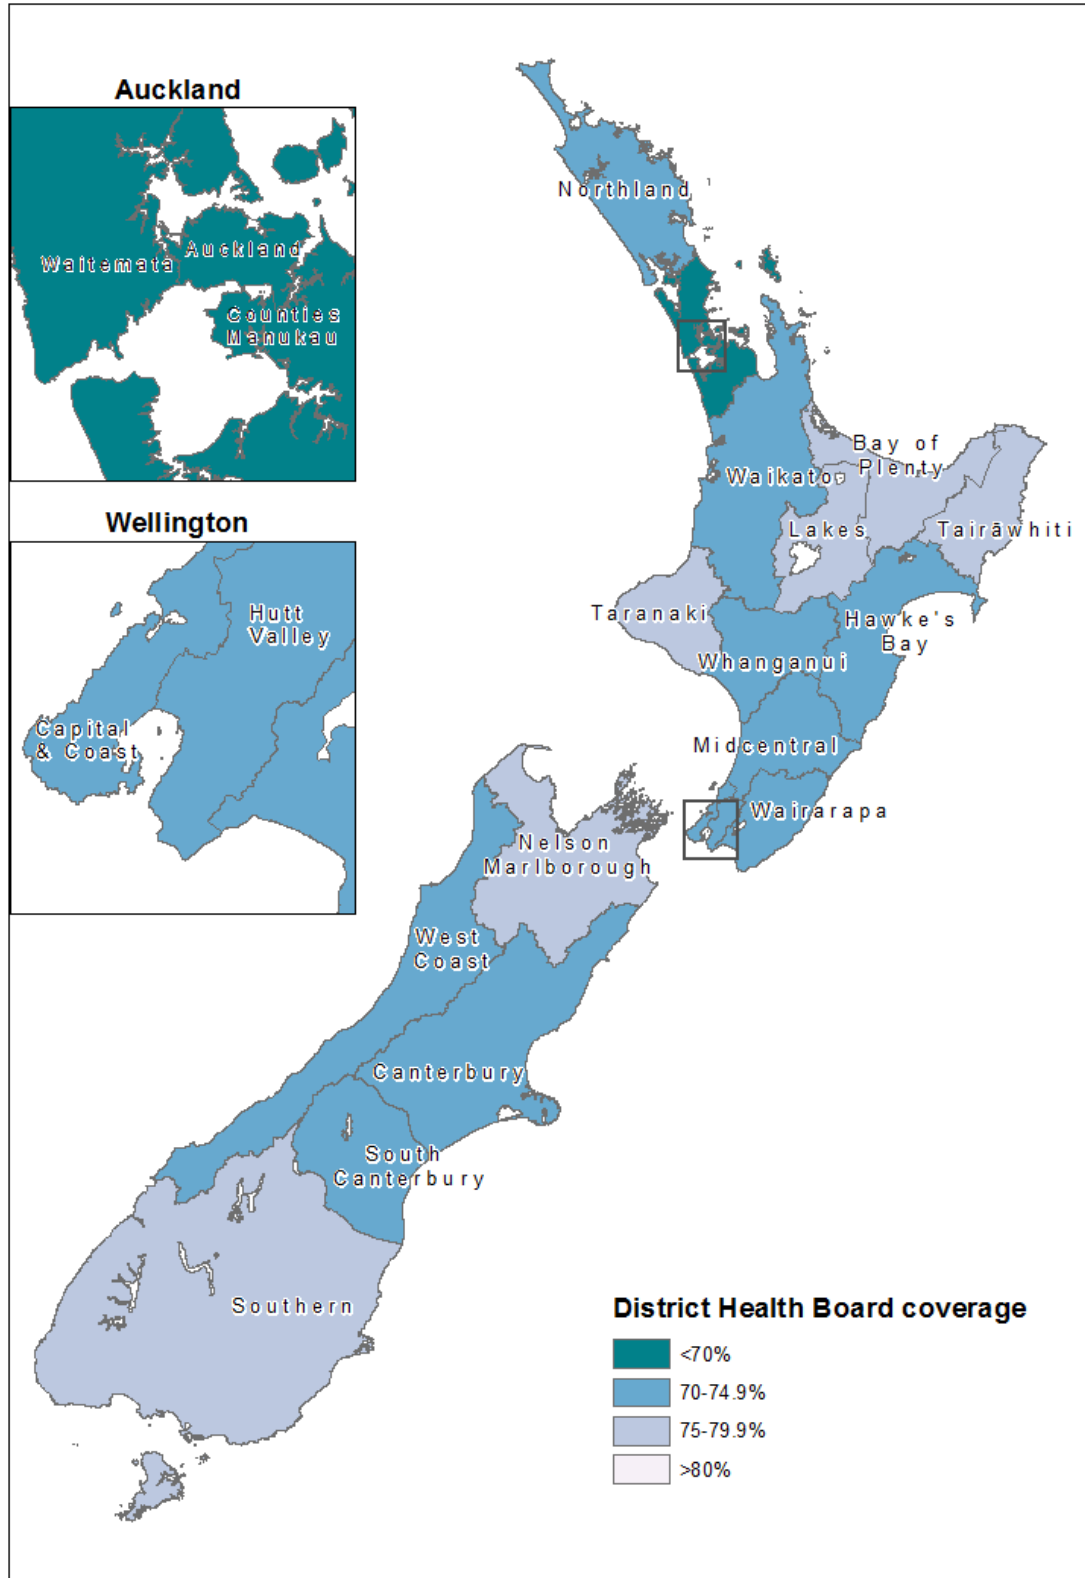 Auckland
Waitemata
Auckland
Counties
Manukau
Wellington
Hutt
Valley
Capital
& Coast
Northland
Bay of
Plenty
Waikato
Lakes
Tairāwhiti
Taranaki
Hawke's
Bay
Whanganui
Midcentral
Wairarapa
Nelson
Marlborough
West
Coast
Canterbury
South
Canterbury
Southern
District Health Board coverage
<70%
70-74.9%
75-79.9%
>80%